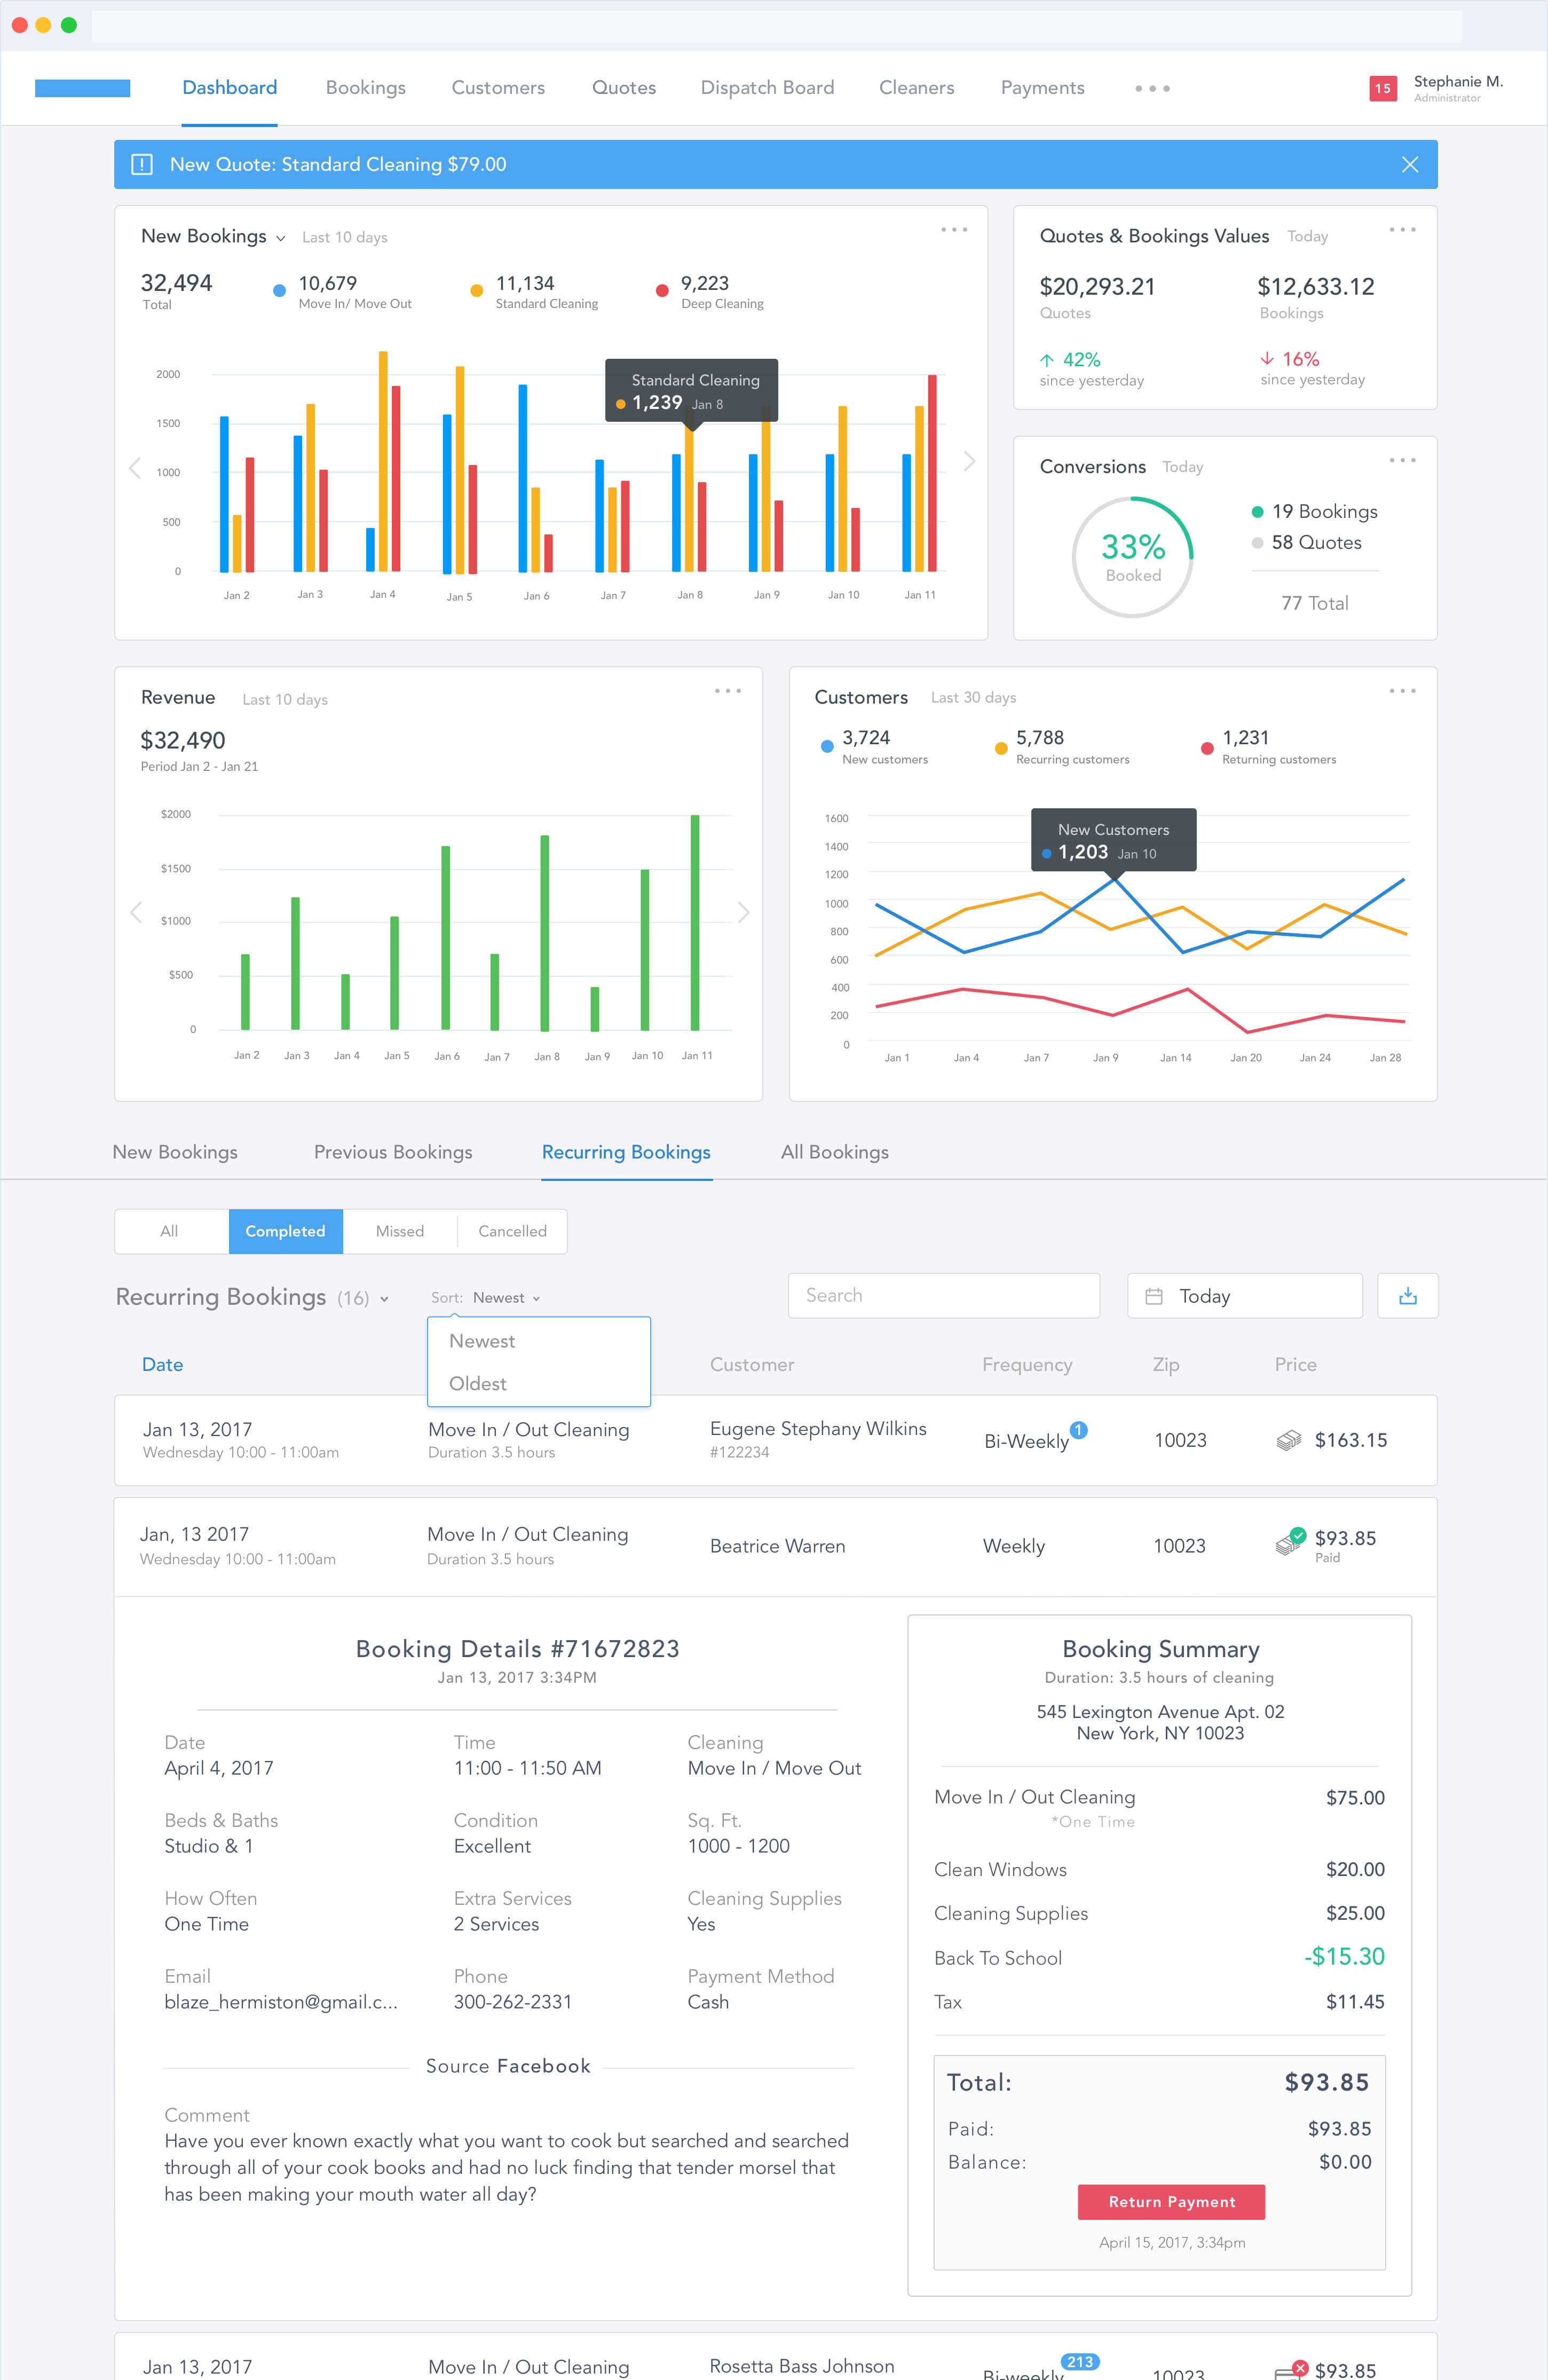 Dashboard Bookings Customers Quotes Dispatch Board Cleaners Payments
15 Stephanie M.
Administrator
New Quote: Standard Cleaning $79.00
New Bookings Last 10 days
32,494
Total
10,679
Move In/ Move Out
11,134
Standard Cleaning
9,223
Deep Cleaning
2000
1500
1000
500
0
Standard Cleaning
1,239 Jan 8
Jan 2 Jan 3 Jan 4 Jan 5 Jan 6 Jan 7 Jan 8 Jan 9 Jan 10 Jan 11
Quotes & Bookings Values Today
$20,293.21
Quotes
42%
since yesterday
$12,633.12
Bookings
16%
since yesterday
Conversions Today
33%
Booked
19 Bookings
58 Quotes
77 Total
Revenue Last 10 days
$32,490
Period Jan 2 - Jan 21
$2000
$1500
$1000
$500
0
Jan 2 Jan 3 Jan 4 Jan 5 Jan 6 Jan 7 Jan 8 Jan 9 Jan 10 Jan 11
Customers Last 30 days
3,724
New customers
5,788
Recurring customers
1,231
Returning customers
1600
1400
1200
1000
800
600
400
200
0
New Customers
1,203 Jan 10
Jan 1 Jan 4 Jan 7 Jan 9 Jan 14 Jan 20 Jan 24 Jan 28
New Bookings Previous Bookings Recurring Bookings All Bookings
All Completed Missed Cancelled
Recurring Bookings (16) Sort: Newest
Search
Today
Newest
Oldest
Date Customer Frequency Zip Price
Jan 13, 2017
Wednesday 10:00 - 11:00am
Move In / Out Cleaning
Duration 3.5 hours
Eugene Stephany Wilkins
#122234
Bi-Weekly 1
10023
$163.15
Jan, 13 2017
Wednesday 10:00 - 11:00am
Move In / Out Cleaning
Duration 3.5 hours
Beatrice Warren
Weekly
10023
$93.85
Paid
Booking Details #71672823
Jan 13, 2017 3:34PM
Date
April 4, 2017
Time
11:00 - 11:50 AM
Cleaning
Move In / Move Out
Beds & Baths
Studio & 1
Condition
Excellent
Sq. Ft.
1000 - 1200
How Often
One Time
Extra Services
2 Services
Cleaning Supplies
Yes
Email
blaze_hermiston@gmail.c...
Phone
300-262-2331
Payment Method
Cash
Source Facebook
Comment
Have you ever known exactly what you want to cook but searched and searched
through all of your cook books and had no luck finding that tender morsel that
has been making your mouth water all day?
Booking Summary
Duration: 3.5 hours of cleaning
545 Lexington Avenue Apt. 02
New York, NY 10023
Move In / Out Cleaning $75.00
*One Time
Clean Windows $20.00
Cleaning Supplies $25.00
Back To School -$15.30
Tax $11.45
Total: $93.85
Paid: $93.85
Balance: $0.00
Return Payment
April 15, 2017, 3:34pm
Jan 13, 2017
Move In / Out Cleaning
Rosetta Bass Johnson
Bi-weekly 213
10023
$93.85